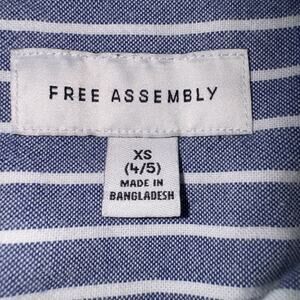 FREE ASSEMBLY
XS
(4/5)
MADE IN
BANGLADESH